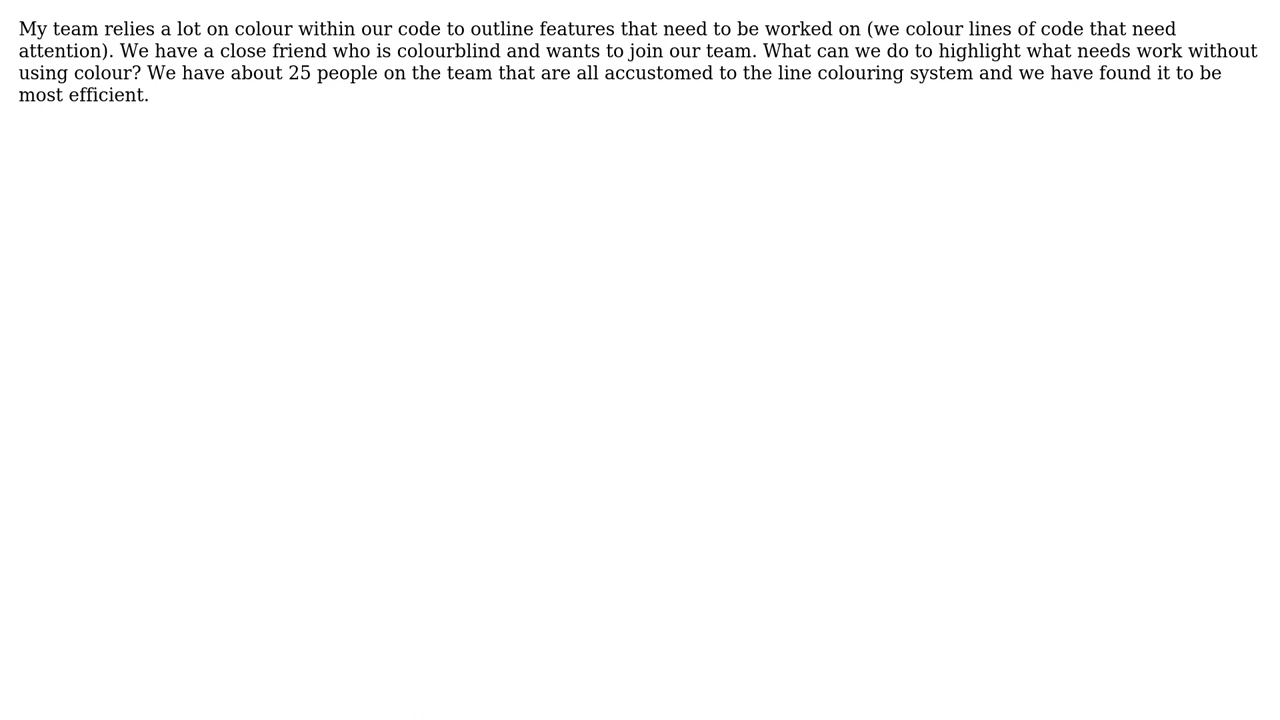 My team relies a lot on colour within our code to outline features that need to be worked on (we colour lines of code that need
attention). We have a close friend who is colourblind and wants to join our team. What can we do to highlight what needs work without
using colour? We have about 25 people on the team that are all accustomed to the line colouring system and we have found it to be
most efficient.